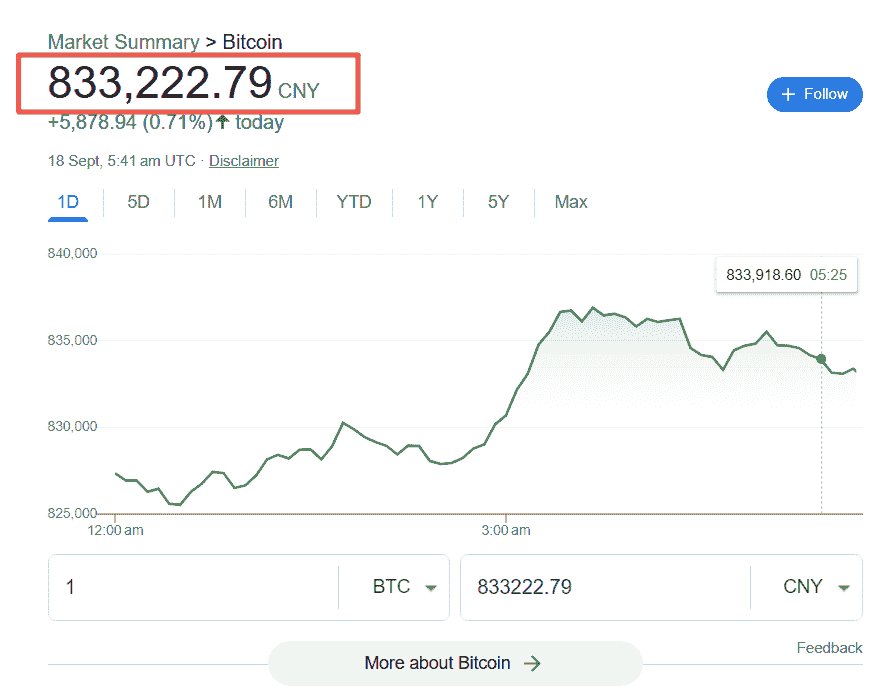 Market Summary > Bitcoin
833,222.79 CNY
+ Follow
+5,878.94 (0.71%)↑ today
18 Sept, 5:41 am UTC · Disclaimer
1D 5D 1M 6M YTD 1Y 5Y Max
840,000
833,918.60 05:25
835,000
830,000
825,000
12:00 am 3:00 am
1 BTC 833222.79 CNY
Feedback
More about Bitcoin →